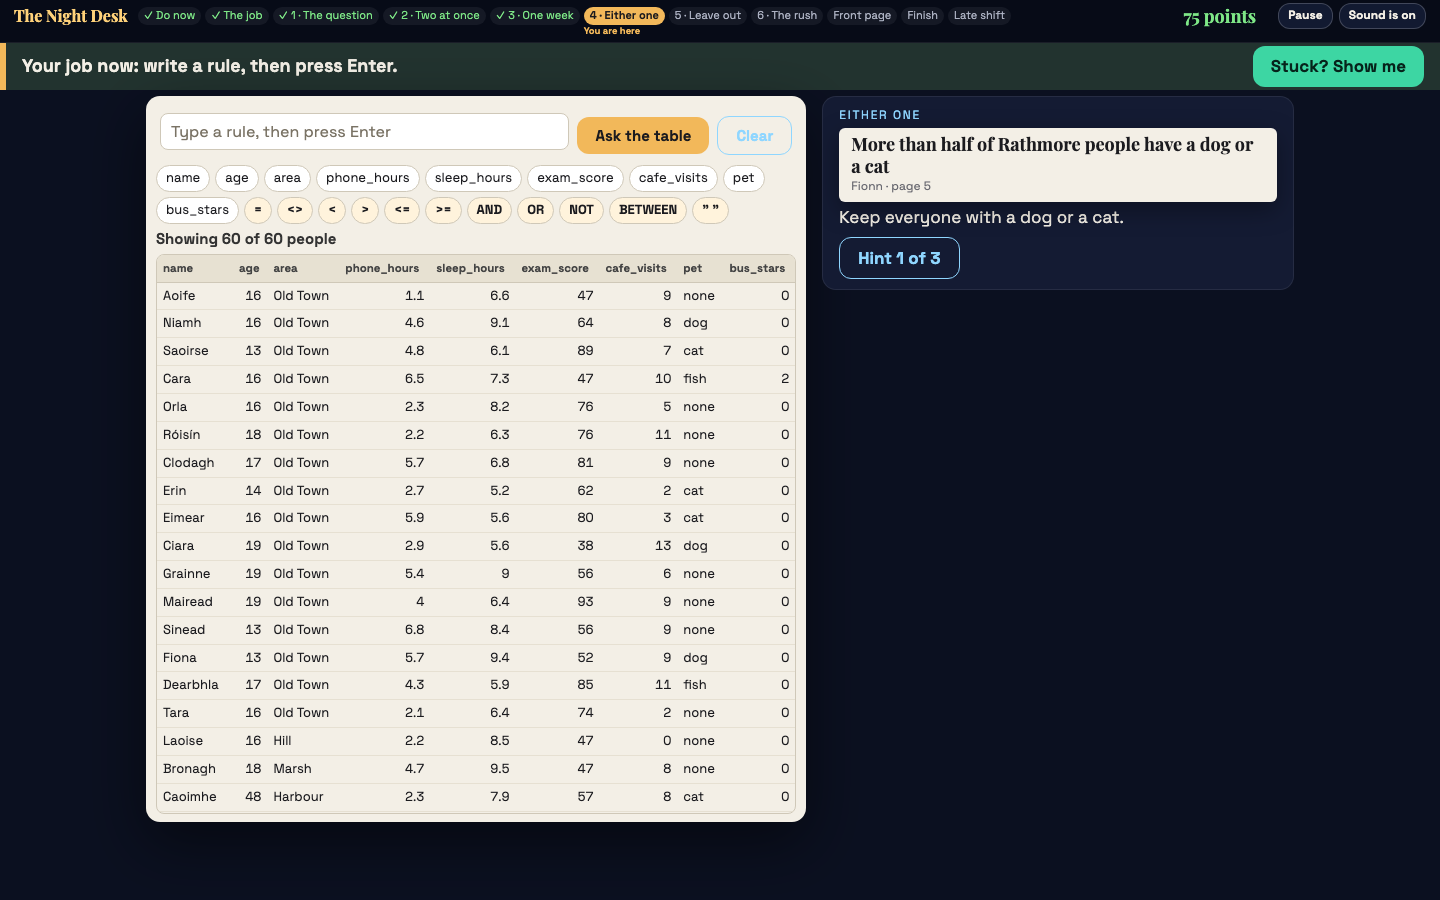 The Night Desk ✓ Do now ✓ The job ✓ 1 · The question ✓ 2 · Two at once ✓ 3 · One week 4 · Either one 5 · Leave out 6 · The rush Front page Finish Late shift 75 points Pause Sound is on
You are here
Your job now: write a rule, then press Enter. Stuck? Show me
Type a rule, then press Enter Ask the table Clear
name age area phone_hours sleep_hours exam_score cafe_visits pet
bus_stars = <> < > <= >= AND OR NOT BETWEEN " "
Showing 60 of 60 people
name age area phone_hours sleep_hours exam_score cafe_visits pet bus_stars
Aoife 16 Old Town 1.1 6.6 47 9 none 0
Niamh 16 Old Town 4.6 9.1 64 8 dog 0
Saoirse 13 Old Town 4.8 6.1 89 7 cat 0
Cara 16 Old Town 6.5 7.3 47 10 fish 2
Orla 16 Old Town 2.3 8.2 76 5 none 0
Róisín 18 Old Town 2.2 6.3 76 11 none 0
Clodagh 17 Old Town 5.7 6.8 81 9 none 0
Erin 14 Old Town 2.7 5.2 62 2 cat 0
Eimear 16 Old Town 5.9 5.6 80 3 cat 0
Ciara 19 Old Town 2.9 5.6 38 13 dog 0
Grainne 19 Old Town 5.4 9 56 6 none 0
Mairead 19 Old Town 4 6.4 93 9 none 0
Sinead 13 Old Town 6.8 8.4 56 9 none 0
Fiona 13 Old Town 5.7 9.4 52 9 dog 0
Dearbhla 17 Old Town 4.3 5.9 85 11 fish 0
Tara 16 Old Town 2.1 6.4 74 2 none 0
Laoise 16 Hill 2.2 8.5 47 0 none 0
Bronagh 18 Marsh 4.7 9.5 47 8 none 0
Caoimhe 48 Harbour 2.3 7.9 57 8 cat 0
EITHER ONE
More than half of Rathmore people have a dog or
a cat
Fionn · page 5
Keep everyone with a dog or a cat.
Hint 1 of 3